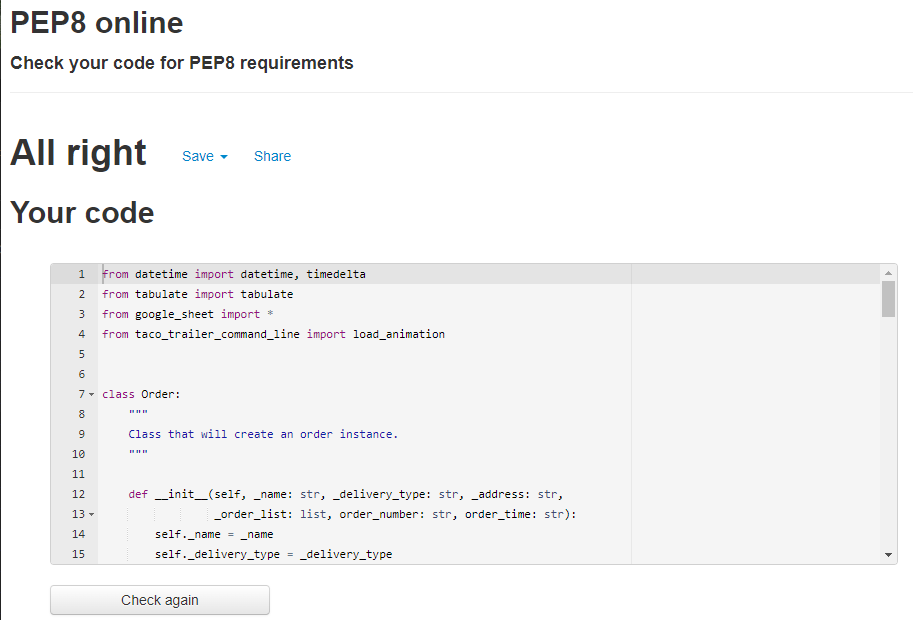 PEP8 online
Check your code for PEP8 requirements
All right Save Share
Your code
1 from datetime import datetime, timedelta
2 from tabulate import tabulate
3 from google_sheet import *
4 from taco_trailer_command_line import load_animation
5
6
7 class Order:
8 """
9 Class that will create an order instance.
10 """
11
12 def __init__(self, _name: str, _delivery_type: str, _address: str,
13 _order_list: list, order_number: str, order_time: str):
14 self._name = _name
15 self._delivery_type = _delivery_type
Check again